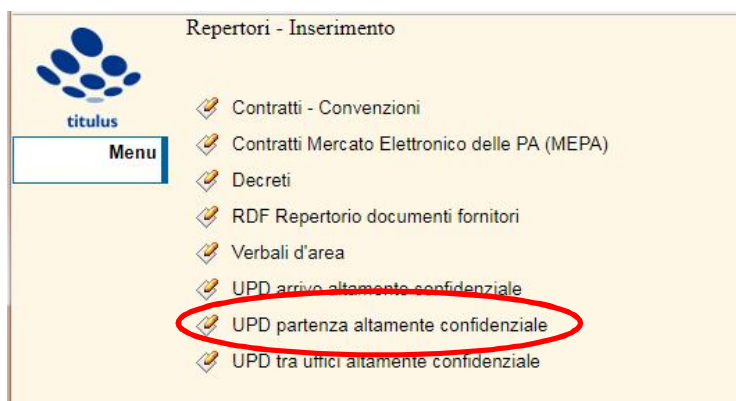 Repertori - Inserimento
titulus
Menu
Contratti - Convenzioni
Contratti Mercato Elettronico delle PA (MEPA)
Decreti
RDF Repertorio documenti fornitori
Verbali d'area
UPD arrivo altamente confidenziale
UPD partenza altamente confidenziale
UPD tra uffici altamente confidenziale